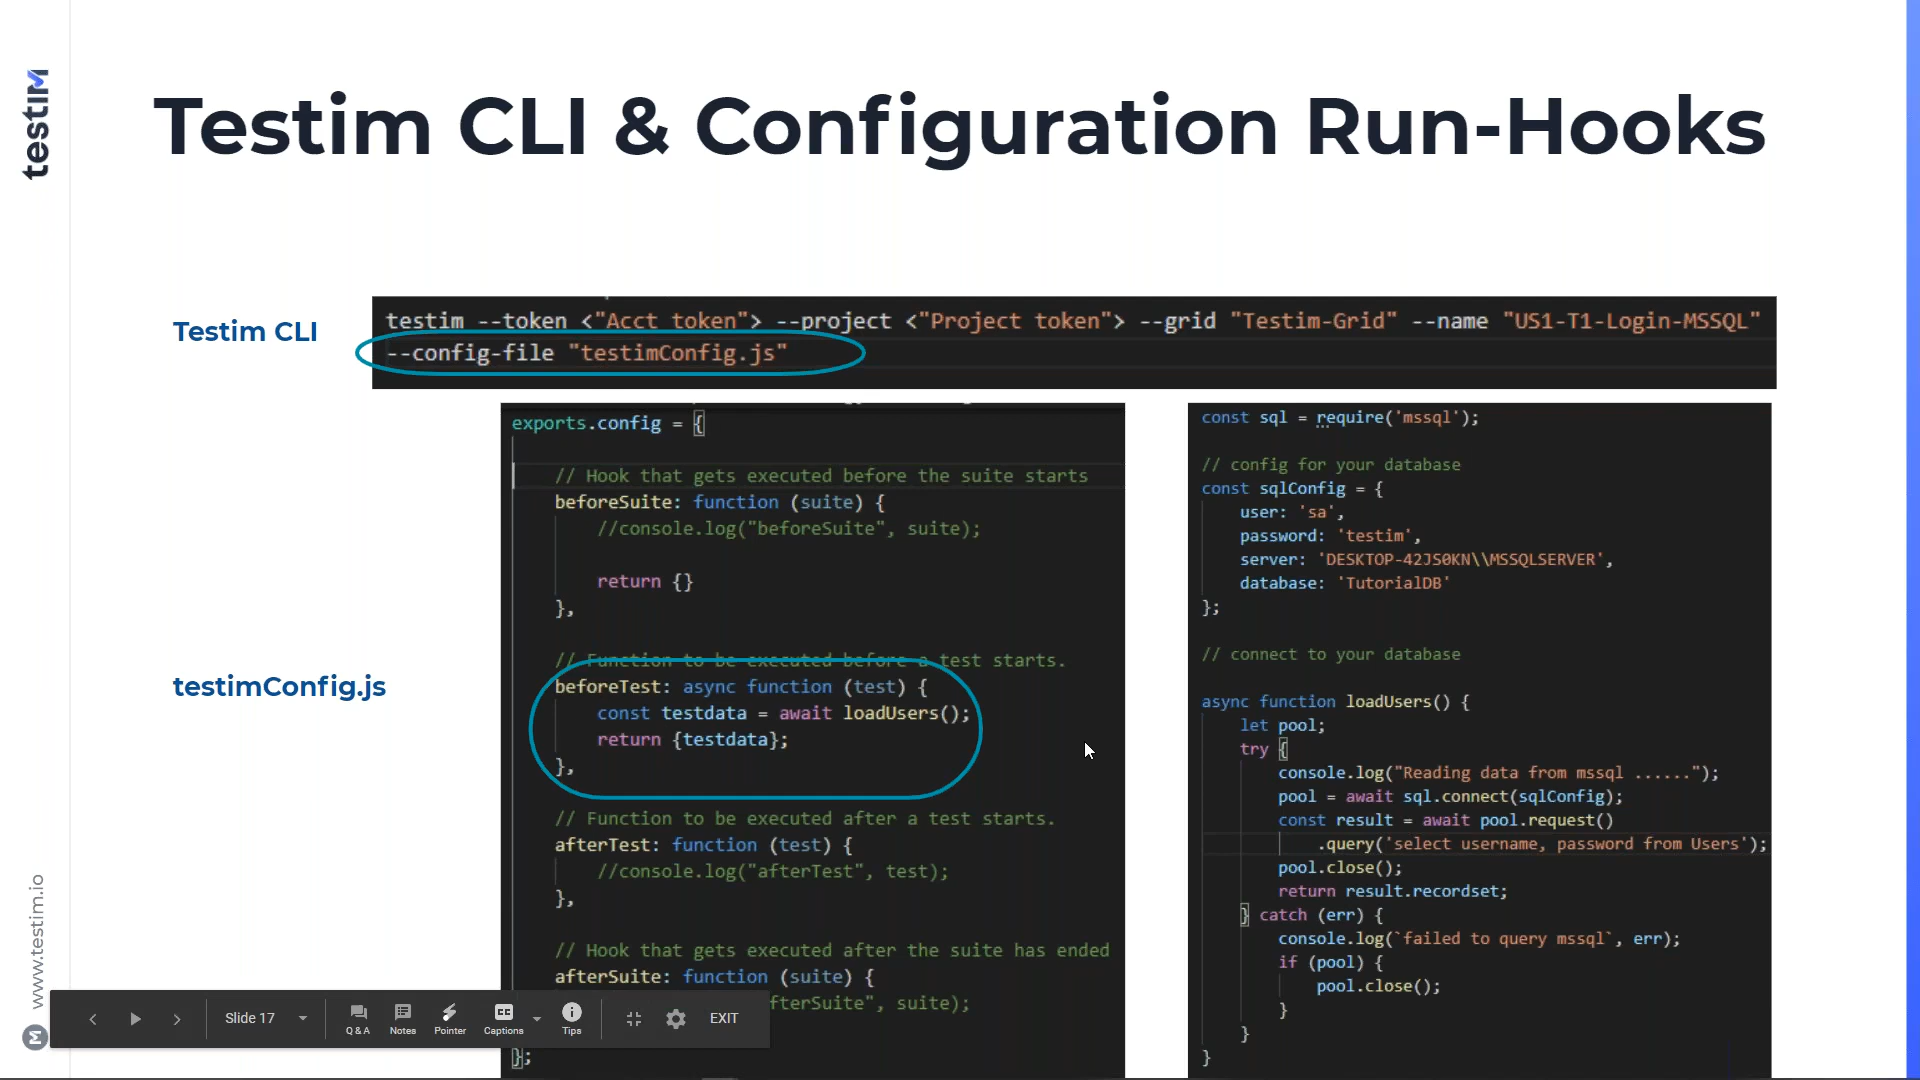 testim
Testim CLI & Configuration Run-Hooks
Testim CLI
testim --token <"Acct token"> --project <"Project token"> --grid "Testim-Grid" --name "US1-T1-Login-MSSQL"
--config-file "testimConfig.js"
testimConfig.js
exports.config = {
// Hook that gets executed before the suite starts
beforeSuite: function (suite) {
//console.log("beforeSuite", suite);
return {}
},
// Function to be executed before a test starts.
beforeTest: async function (test) {
const testdata = await loadUsers();
return {testdata};
},
// Function to be executed after a test starts.
afterTest: function (test) {
//console.log("afterTest", test);
},
// Hook that gets executed after the suite has ended
afterSuite: function (suite) {
fterSuite", suite);
};
const sql = require('mssql');
// config for your database
const sqlConfig = {
user: 'sa',
password: 'testim',
server: 'DESKTOP-42JS0KN\\MSSQLSERVER',
database: 'TutorialDB'
};
// connect to your database
async function loadUsers() {
let pool;
try {
console.log("Reading data from mssql ......");
pool = await sql.connect(sqlConfig);
const result = await pool.request()
.query('select username, password from Users');
pool.close();
return result.recordset;
} catch (err) {
console.log(`failed to query mssql`, err);
if (pool) {
pool.close();
}
}
}
www.testim.io
Slide 17
Q & A
Notes
Pointer
Captions
Tips
EXIT